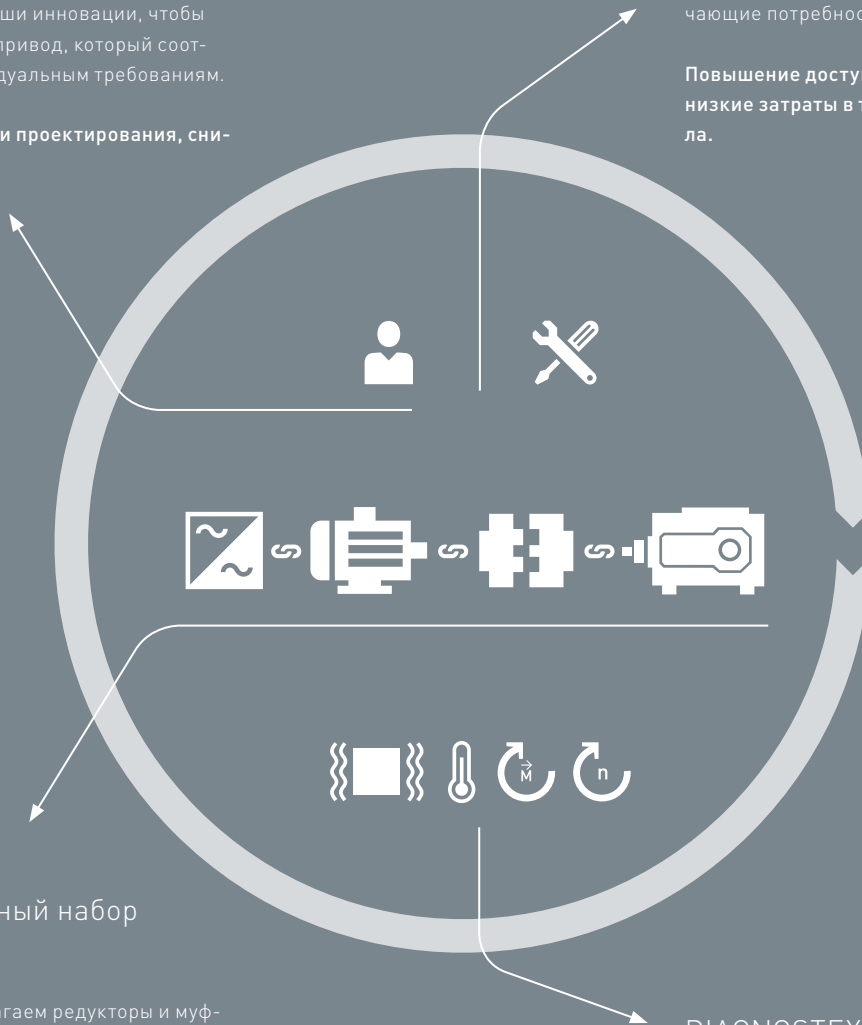 ши инновации, чтобы
привод, который соот-
дуальным требованиям.
и проектирования, сни-
чающие потребнос
Повышение досту
низкие затраты в т
ла.
M
n
ный набор
гаем редукторы и муф-
DIAGNOSTEX